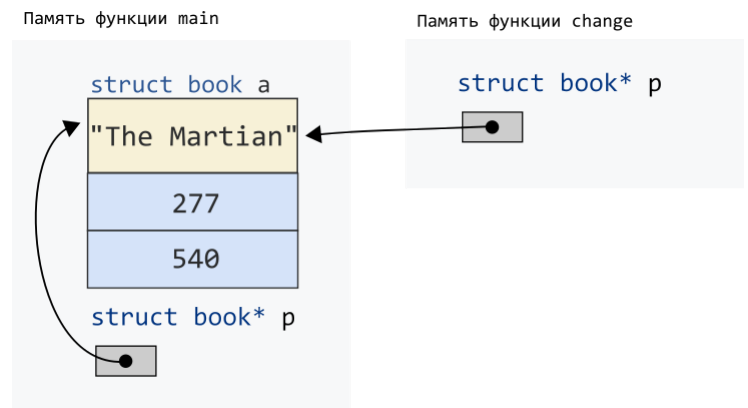 Память функции main
struct book a
"The Martian"
277
540
struct book* p
Память функции change
struct book* p